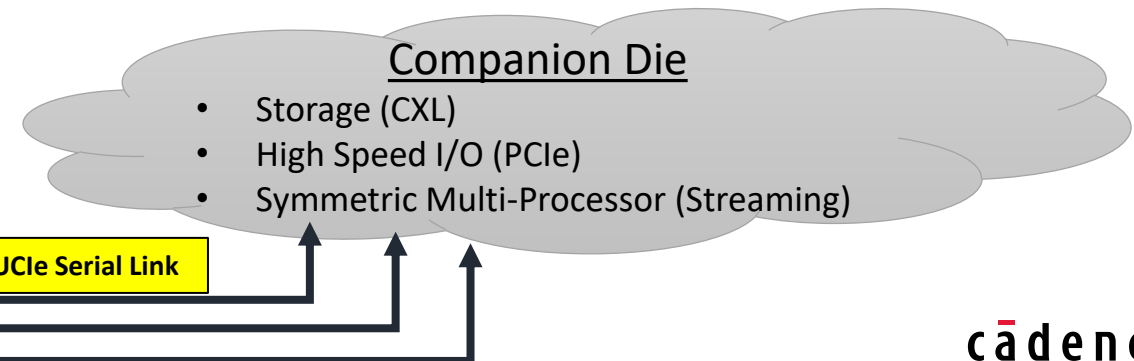 Companion Die
• Storage (CXL)
• High Speed I/O (PCIe)
• Symmetric Multi-Processor (Streaming)
UCIe Serial Link